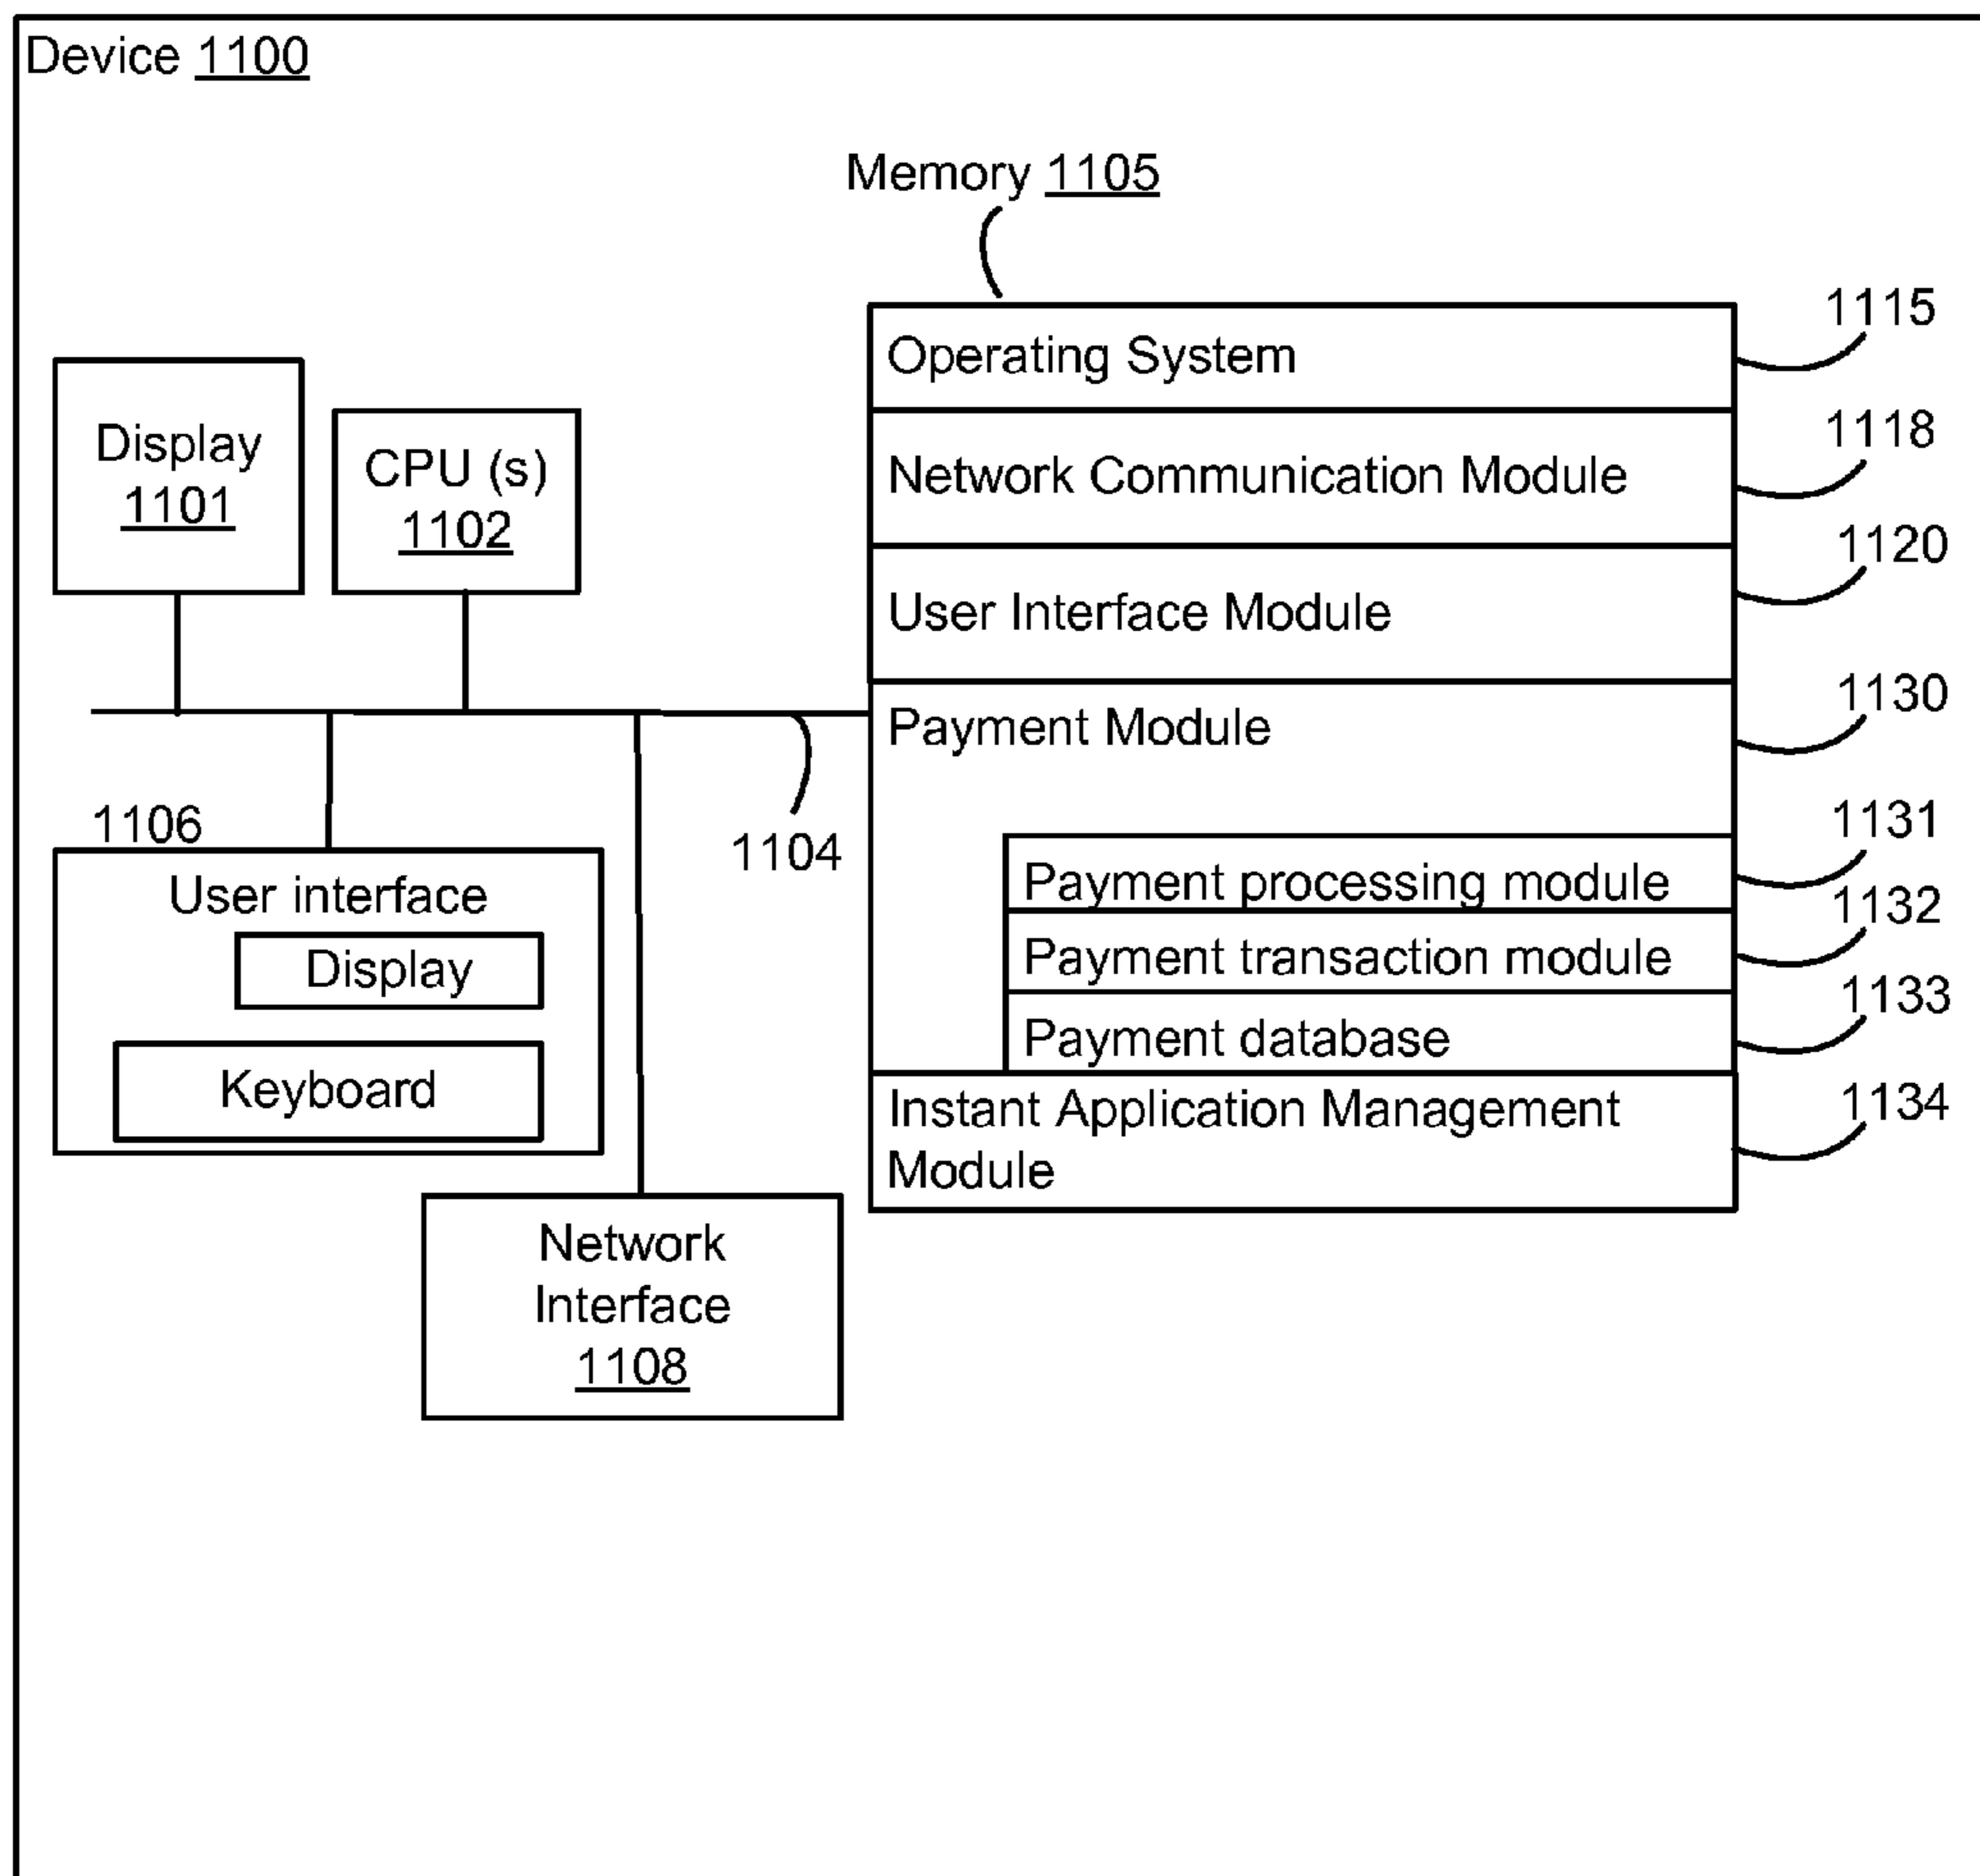 Device 1100
Memory 1105
Operating System
1115
Network Communication Module
1118
User Interface Module
1120
Payment Module
1130
Payment processing module
1131
Payment transaction module
1132
Payment database
1133
Instant Application Management
Module
1134
Display
1101
CPU (s)
1102
1104
1106
User interface
Display
Keyboard
Network
Interface
1108